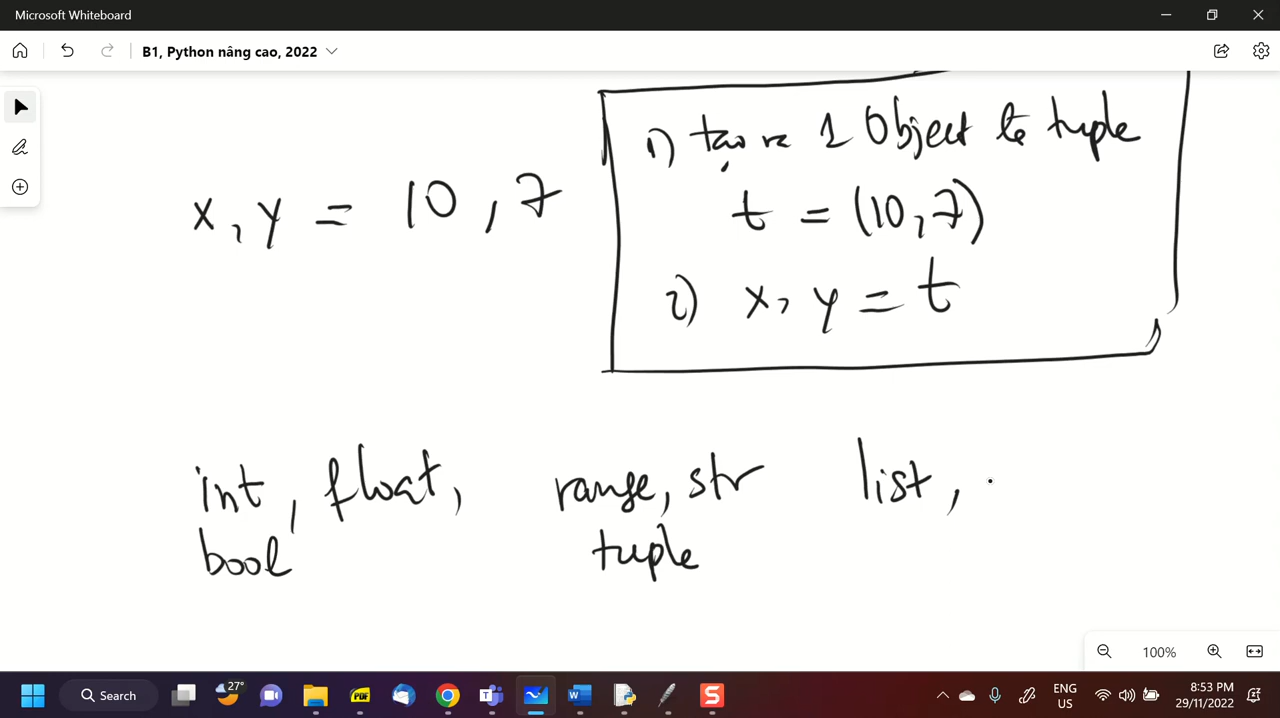 Microsoft Whiteboard
B1, Python nâng cao, 2022
x, y = 10, 7
1) tạo ra 1 Object là tuple
t = (10, 7)
2) x, y = t
int, float,
bool
range, str
tuple
list,
100%
27°
Search
PDF
ENG
US
8:53 PM
29/11/2022